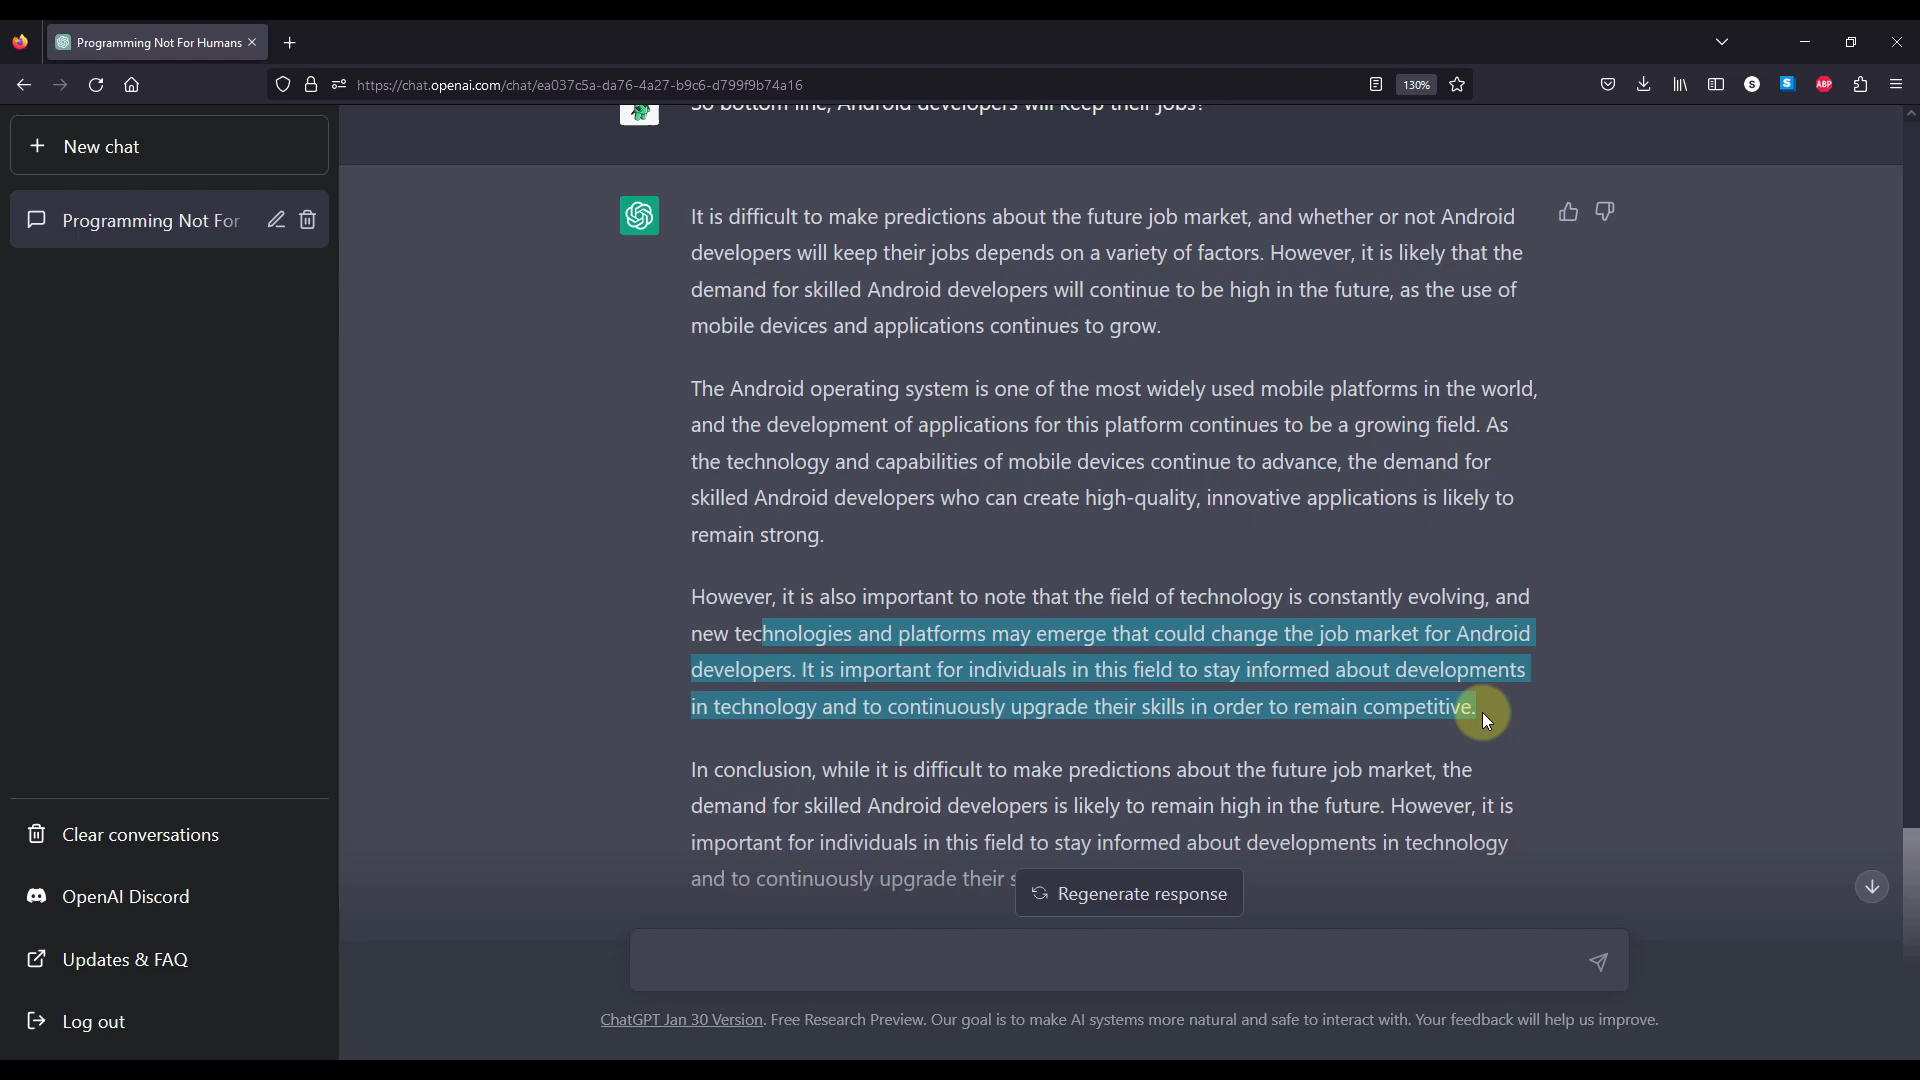 Programming Not For Humans
https://chat.openai.com/chat/ea037c5a-da76-4a27-b9c6-d799f9b74a16
130%
S
S
ABP
New chat
Programming Not For
So bottom line, Android developers will keep their jobs?
It is difficult to make predictions about the future job market, and whether or not Android
developers will keep their jobs depends on a variety of factors. However, it is likely that the
demand for skilled Android developers will continue to be high in the future, as the use of
mobile devices and applications continues to grow.
The Android operating system is one of the most widely used mobile platforms in the world,
and the development of applications for this platform continues to be a growing field. As
the technology and capabilities of mobile devices continue to advance, the demand for
skilled Android developers who can create high-quality, innovative applications is likely to
remain strong.
However, it is also important to note that the field of technology is constantly evolving, and
new technologies and platforms may emerge that could change the job market for Android
developers. It is important for individuals in this field to stay informed about developments
in technology and to continuously upgrade their skills in order to remain competitive.
In conclusion, while it is difficult to make predictions about the future job market, the
demand for skilled Android developers is likely to remain high in the future. However, it is
important for individuals in this field to stay informed about developments in technology
and to continuously upgrade their s
Regenerate response
Clear conversations
OpenAI Discord
Updates & FAQ
Log out
ChatGPT Jan 30 Version. Free Research Preview. Our goal is to make AI systems more natural and safe to interact with. Your feedback will help us improve.